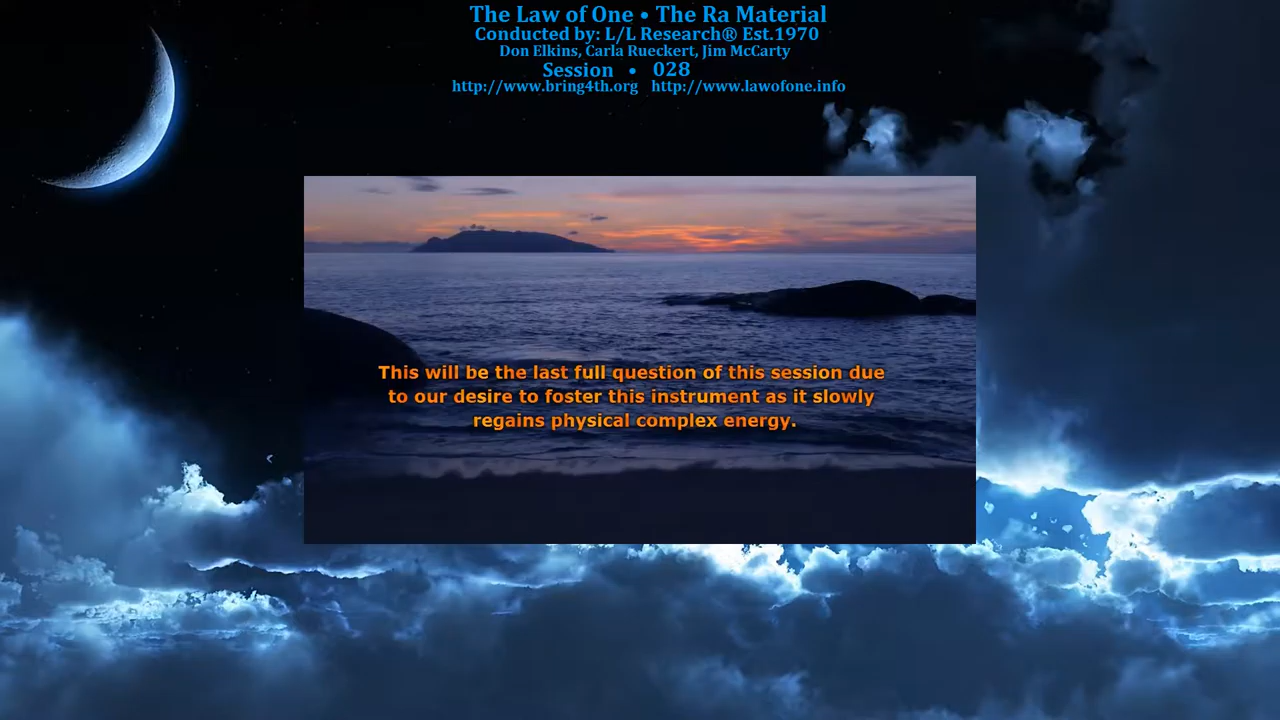 The Law of One • The Ra Material
Conducted by: L/L Research® Est.1970
Don Elkins, Carla Rueckert, Jim McCarty
Session • 028
http://www.bring4th.org http://www.lawofone.info
This will be the last full question of this session due
to our desire to foster this instrument as it slowly
regains physical complex energy.